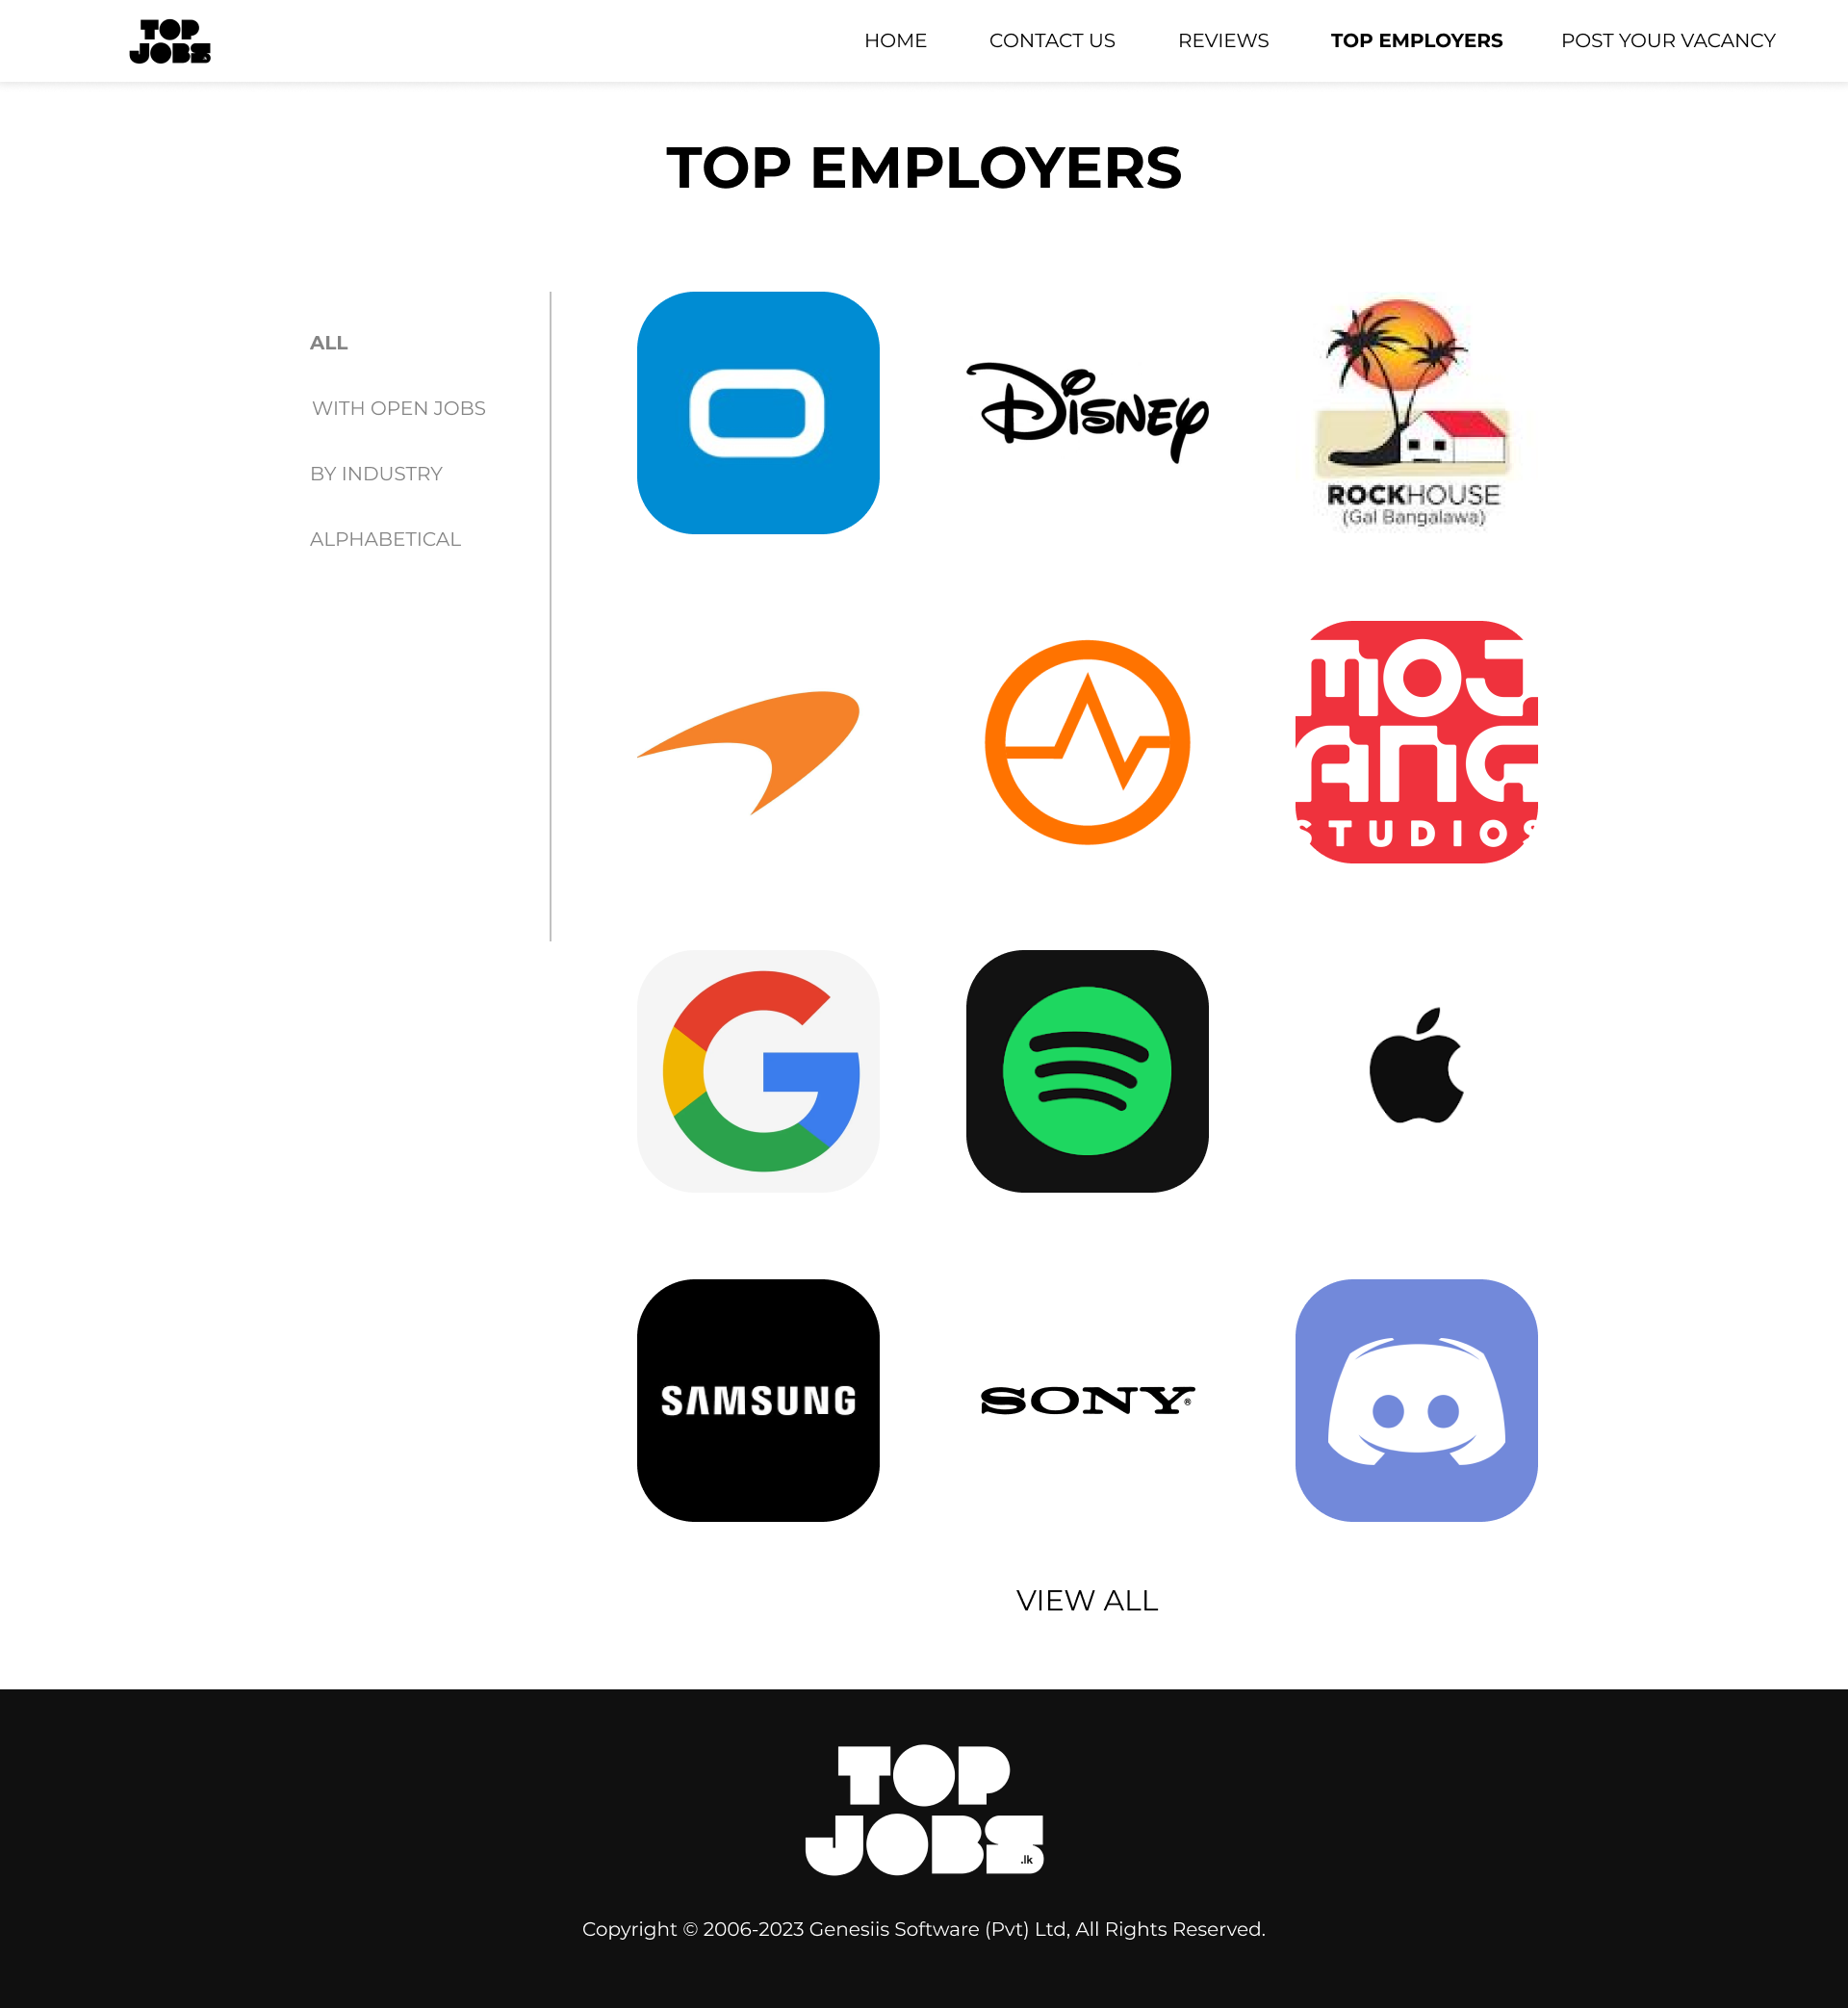 TOP
JOBS
HOME
CONTACT US
REVIEWS
TOP EMPLOYERS
POST YOUR VACANCY
TOP EMPLOYERS
ALL
WITH OPEN JOBS
BY INDUSTRY
ALPHABETICAL
Disney
ROCKHOUSE
(Gal Bangalawa)
MOJ
ANG
STUDIOS
G
SAMSUNG
SONY®
VIEW ALL
TOP
JOBS
.lk
Copyright © 2006-2023 Genesiis Software (Pvt) Ltd, All Rights Reserved.